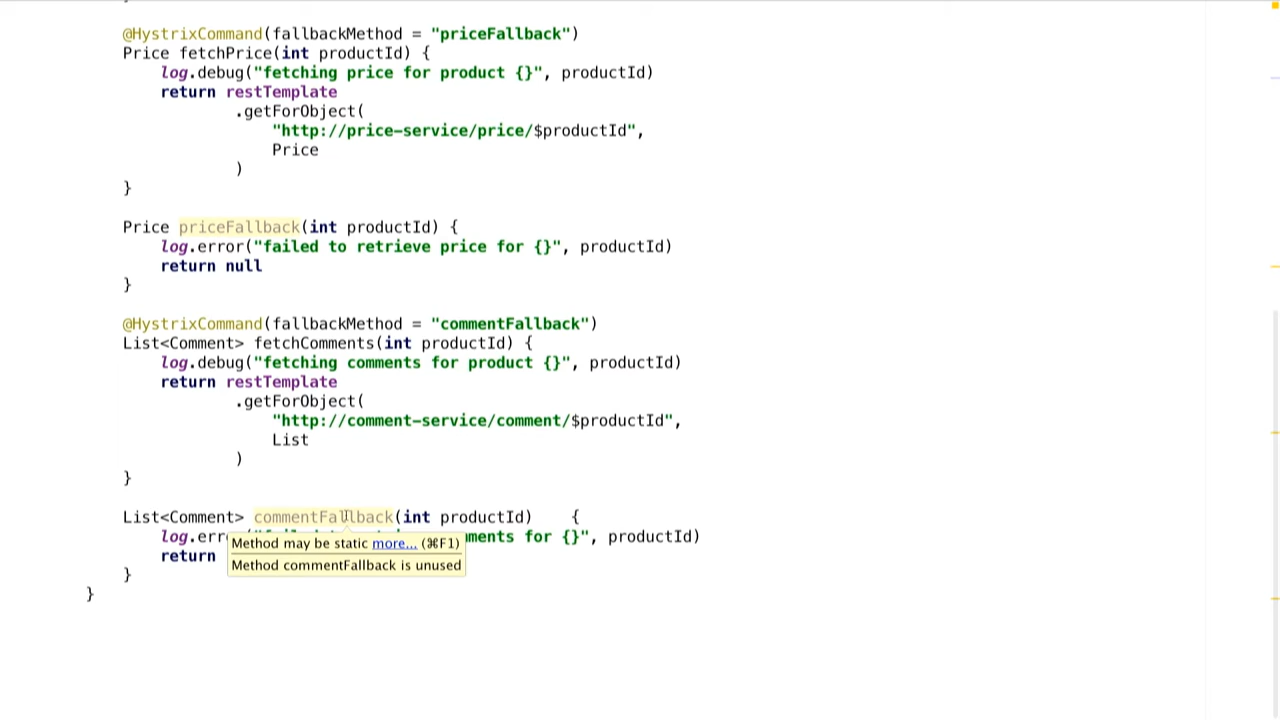 @HystrixCommand(fallbackMethod = "priceFallback")
Price fetchPrice(int productId) {
log.debug("fetching price for product {}", productId)
return restTemplate
.getForObject(
"http://price-service/price/$productId",
Price
)
}
Price priceFallback(int productId) {
log.error("failed to retrieve price for {}", productId)
return null
}
@HystrixCommand(fallbackMethod = "commentFallback")
List<Comment> fetchComments(int productId) {
log.debug("fetching comments for product {}", productId)
return restTemplate
.getForObject(
"http://comment-service/comment/$productId",
List
)
}
List<Comment> commentFallback(int productId) {
log.err ments for {}", productId)
Method may be static more... (⌘F1)
return
Method commentFallback is unused
}
}